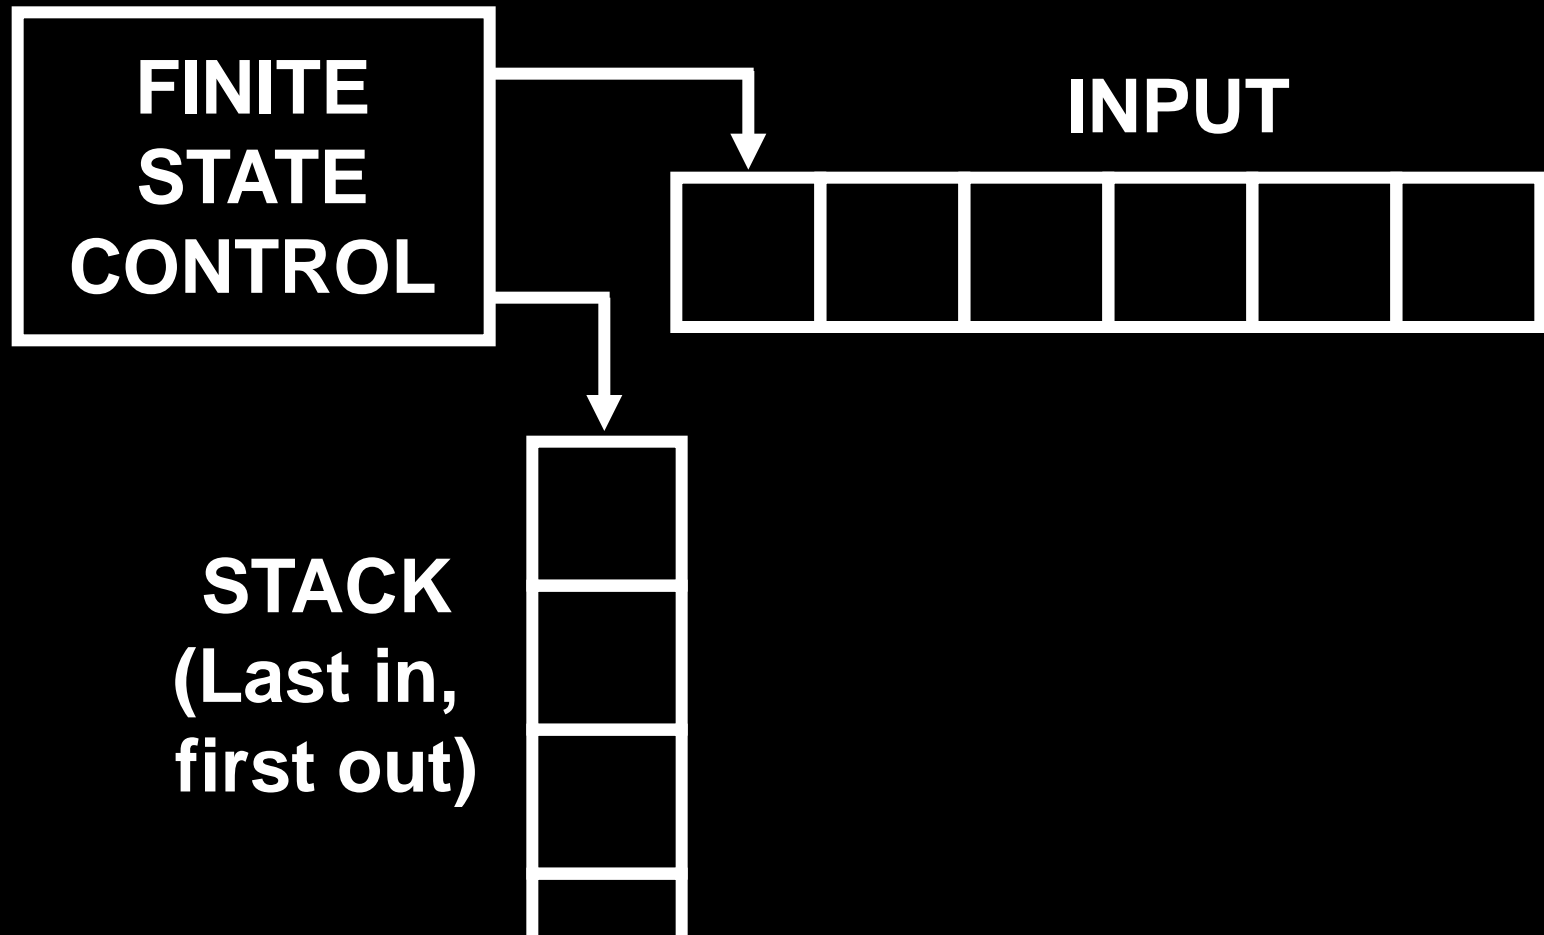 FINITE
STATE
CONTROL
INPUT
STACK
(Last in,
first out)